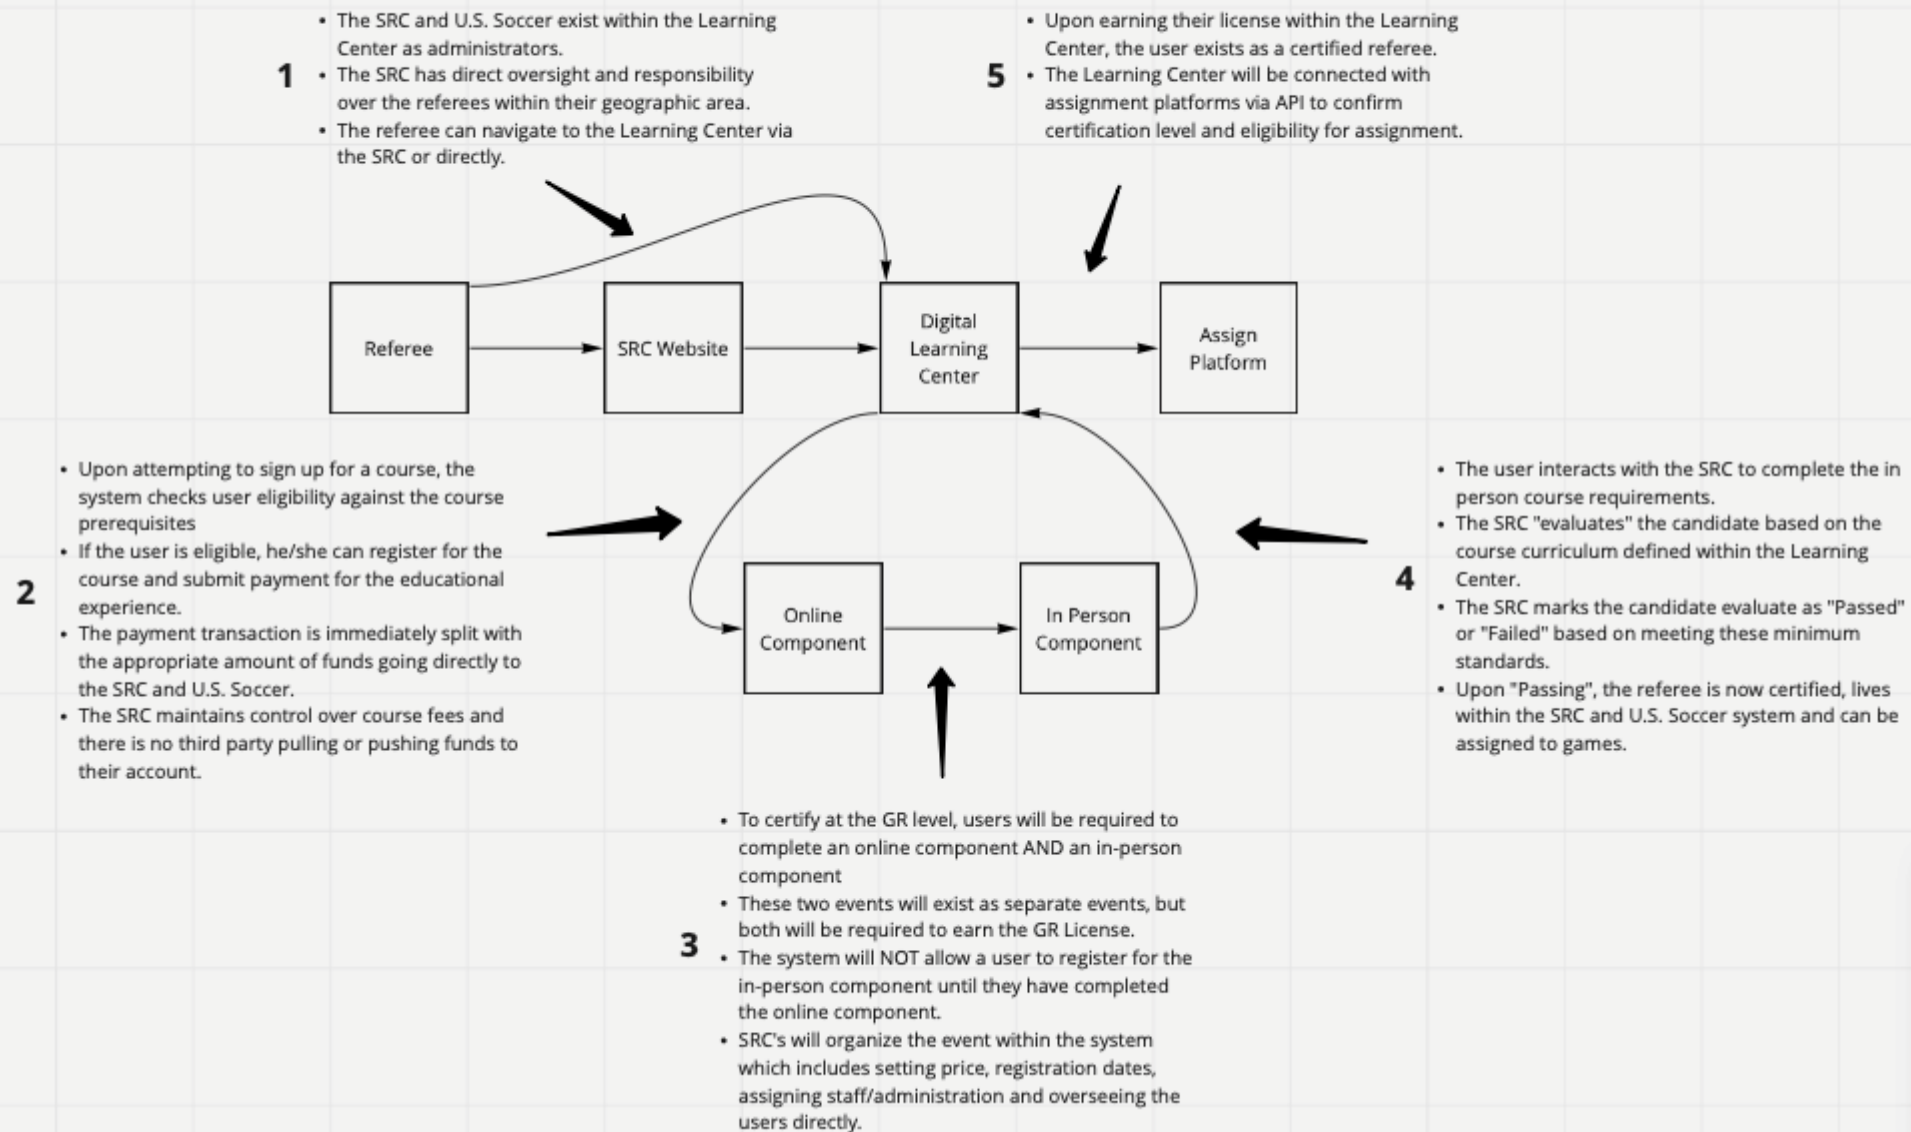 1
• The SRC and U.S. Soccer exist within the Learning
Center as administrators.
• The SRC has direct oversight and responsibility
over the referees within their geographic area.
• The referee can navigate to the Learning Center via
the SRC or directly.
5
• Upon earning their license within the Learning
Center, the user exists as a certified referee.
• The Learning Center will be connected with
assignment platforms via API to confirm
certification level and eligibility for assignment.
Referee
SRC Website
Digital
Learning
Center
Assign
Platform
2
• Upon attempting to sign up for a course, the
system checks user eligibility against the course
prerequisites
• If the user is eligible, he/she can register for the
course and submit payment for the educational
experience.
• The payment transaction is immediately split with
the appropriate amount of funds going directly to
the SRC and U.S. Soccer.
• The SRC maintains control over course fees and
there is no third party pulling or pushing funds to
their account.
Online
Component
In Person
Component
4
• The user interacts with the SRC to complete the in
person course requirements.
• The SRC "evaluates" the candidate based on the
course curriculum defined within the Learning
Center.
• The SRC marks the candidate evaluate as "Passed"
or "Failed" based on meeting these minimum
standards.
• Upon "Passing", the referee is now certified, lives
within the SRC and U.S. Soccer system and can be
assigned to games.
3
• To certify at the GR level, users will be required to
complete an online component AND an in-person
component
• These two events will exist as separate events, but
both will be required to earn the GR License.
• The system will NOT allow a user to register for the
in-person component until they have completed
the online component.
• SRC's will organize the event within the system
which includes setting price, registration dates,
assigning staff/administration and overseeing the
users directly.